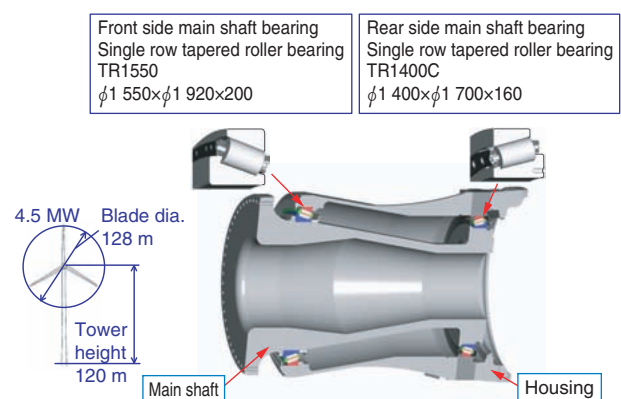 Front side main shaft bearing
Single row tapered roller bearing
TR1550
ϕ1 550×ϕ1 920×200
Rear side main shaft bearing
Single row tapered roller bearing
TR1400C
ϕ1 400×ϕ1 700×160
4.5 MW
Blade dia.
128 m
Tower
height
120 m
Main shaft
Housing